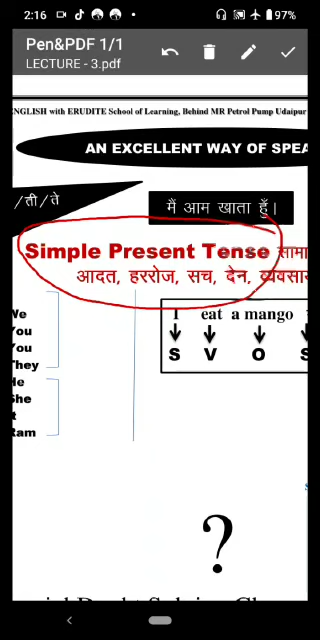 2:16
97%
Pen&PDF 1/1
LECTURE - 3.pdf
ENGLISH with ERUDITE School of Learning, Behind MR Petrol Pump Udaipur
AN EXCELLENT WAY OF SPEA
/ती/ते
मैं आम खाता हूँ।
Simple Present Tense सामा
आदत, हररोज, सच, देन, व्यवसाय
I eat a mango
S V O S
We
You
You
They
He
She
It
Ram
?